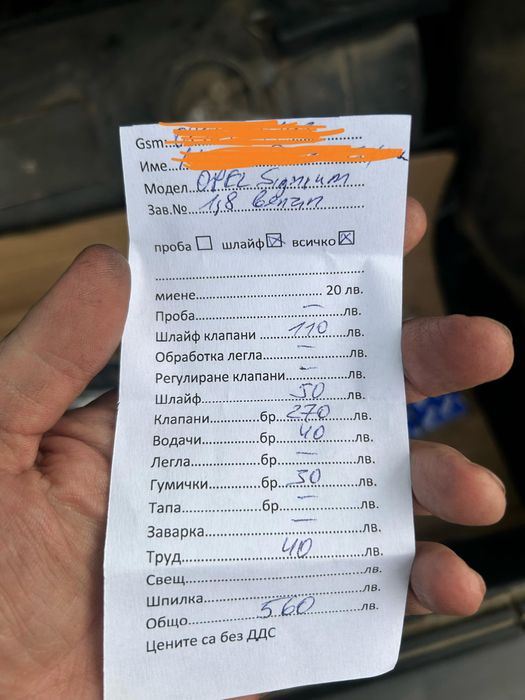 Gsm:
Име
Модел OPEL Signium
Зав.№ 1,8 бензин
проба ☐ шлайф ☒ всичко ☒
..............................................
миене........................... 20 лв.
Проба........—........лв.
Шлайф клапани 110 лв.
Обработка легла...—...лв.
Регулиране клапани...—...лв.
Шлайф........50........лв.
Клапани............бр. 270 лв.
Водачи............бр. 40 лв.
Легла............бр. — лв.
Гумички............бр. 30 лв.
Тапа............бр. — лв.
Заварка........—........лв.
Труд........40........лв.
Свещ..............................лв.
Шпилка..............................лв.
Общо........560........лв.
Цените са без ДДС